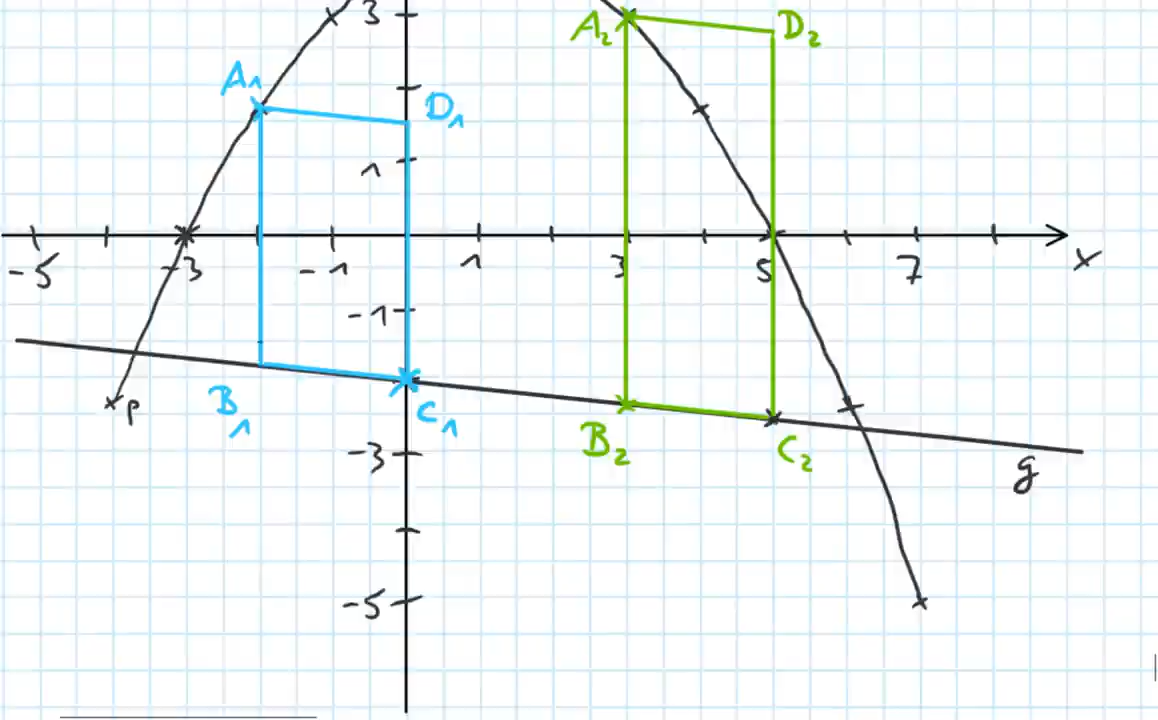 3
A₂
D₂
A₁
D₁
1
-5
-3
-1
1
3
5
7
x
-1
p
B₁
C₁
B₂
C₂
-3
g
-5